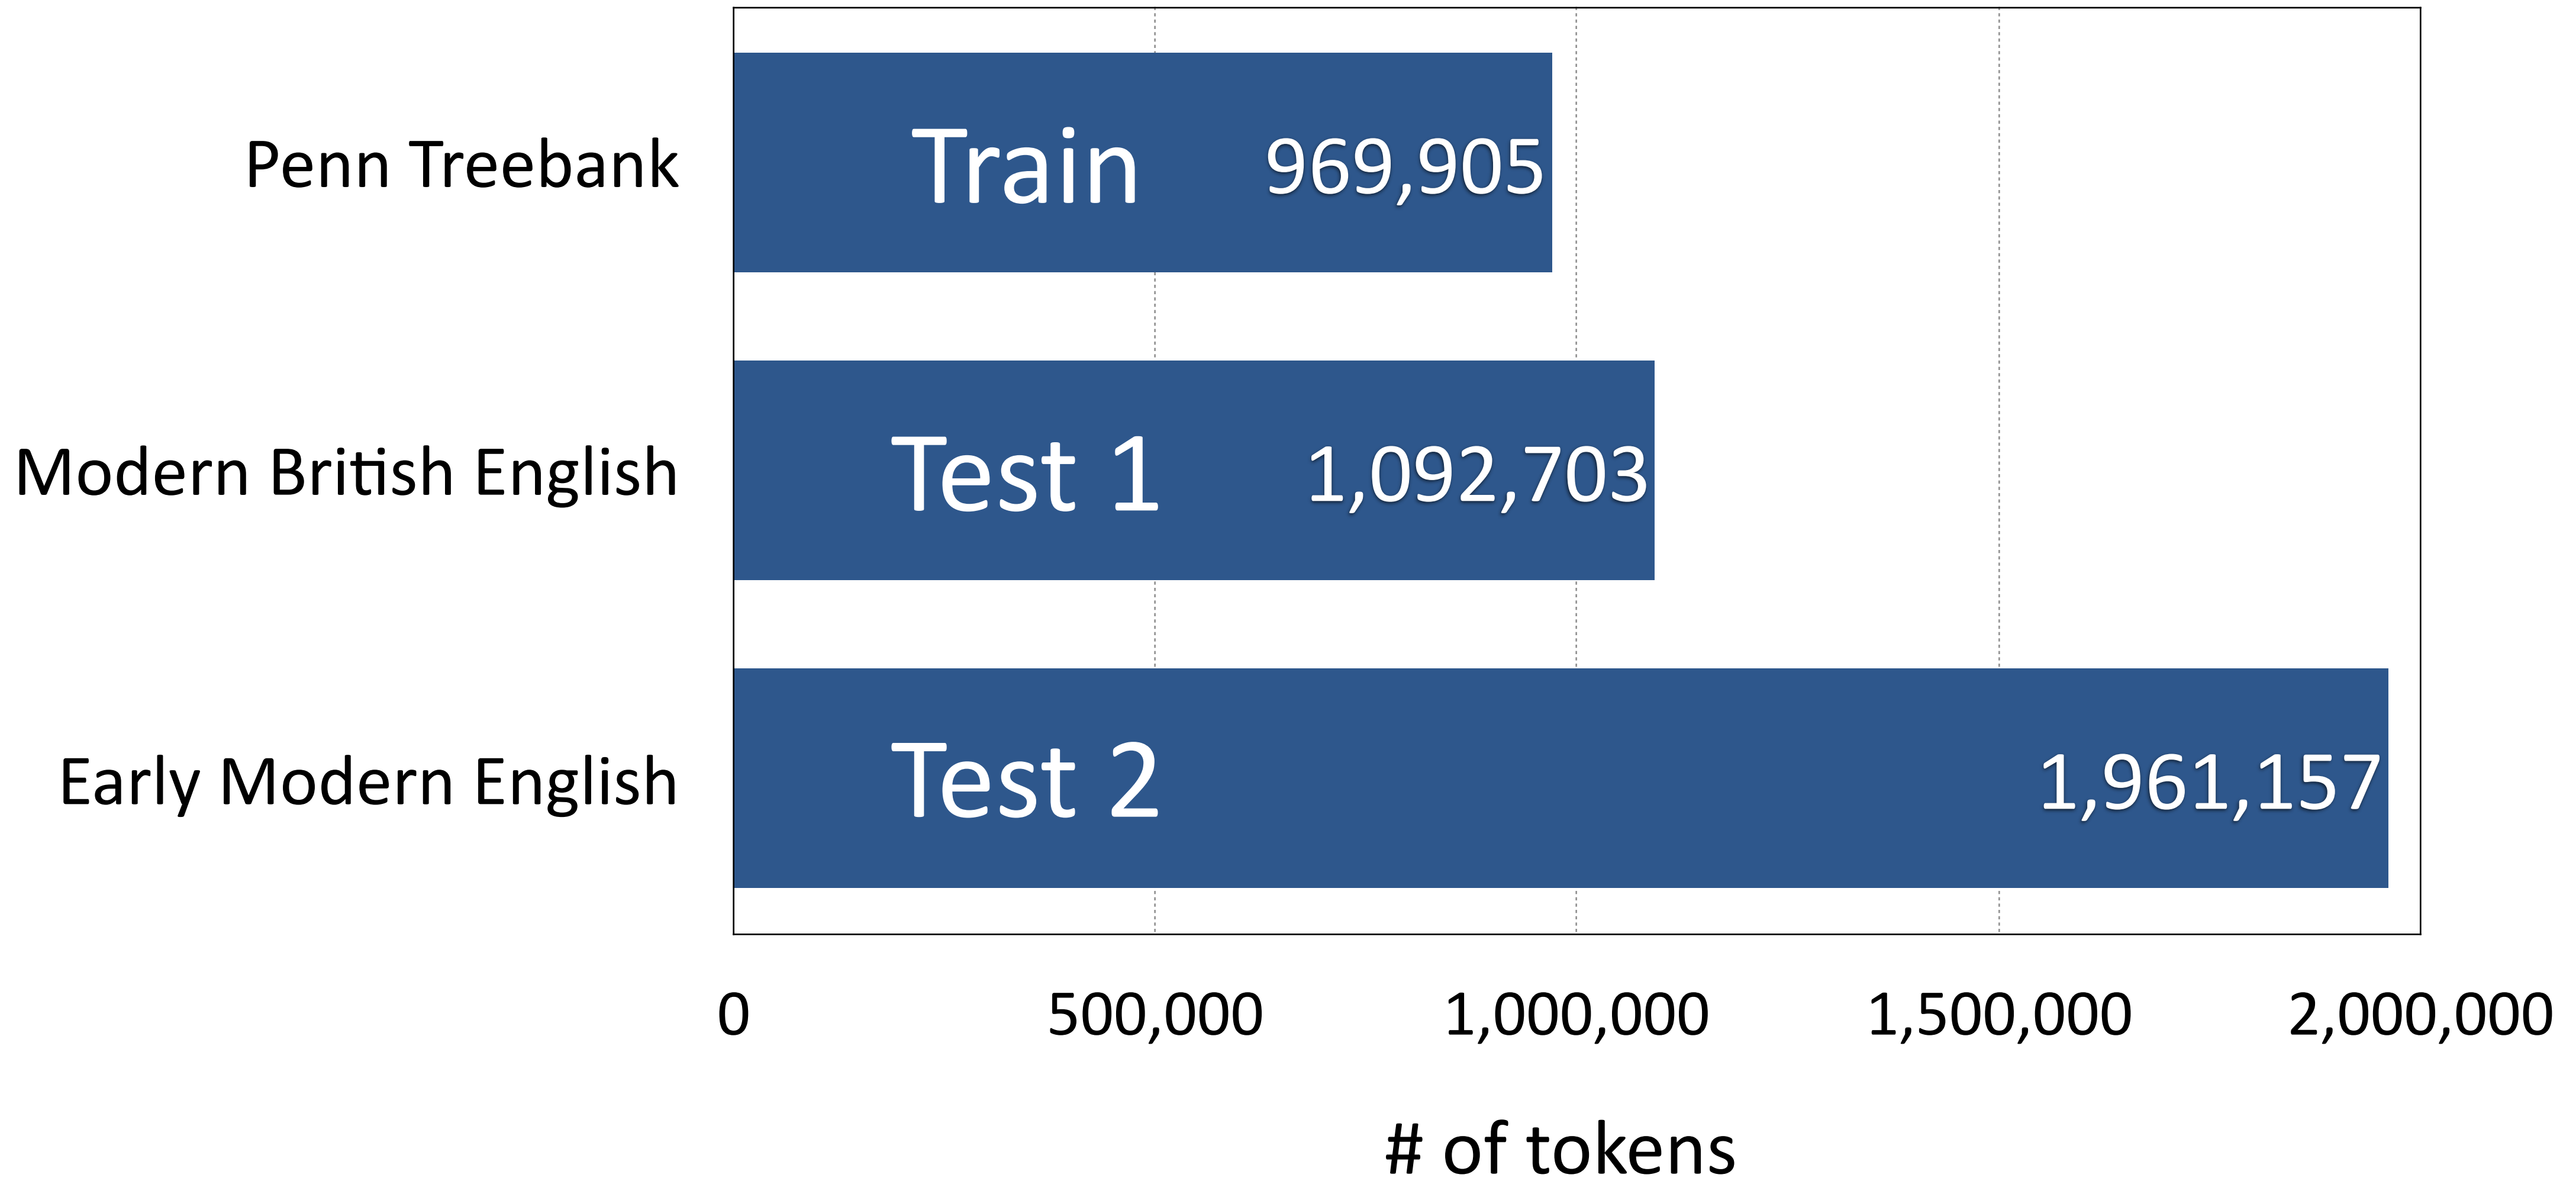 Penn Treebank Train 969,905
Modern British English Test 1 1,092,703
Early Modern English Test 2 1,961,157
0 500,000 1,000,000 1,500,000 2,000,000
# of tokens